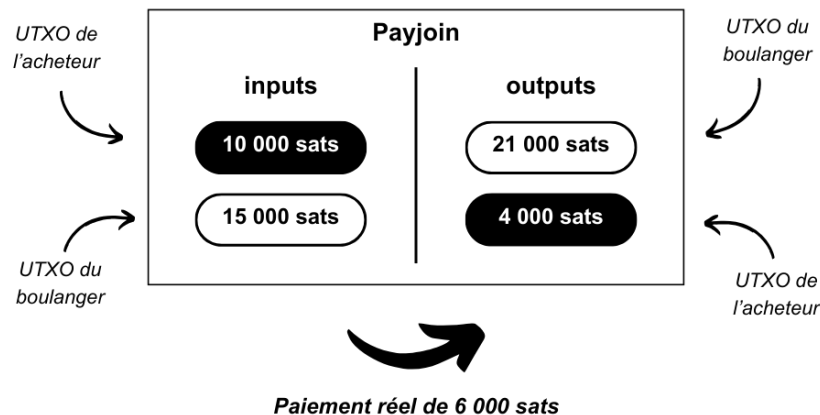 UTXO de
l'acheteur
Payjoin
UTXO du
boulanger
inputs
outputs
10 000 sats
21 000 sats
15 000 sats
4 000 sats
UTXO du
boulanger
UTXO de
l'acheteur
Paiement réel de 6 000 sats